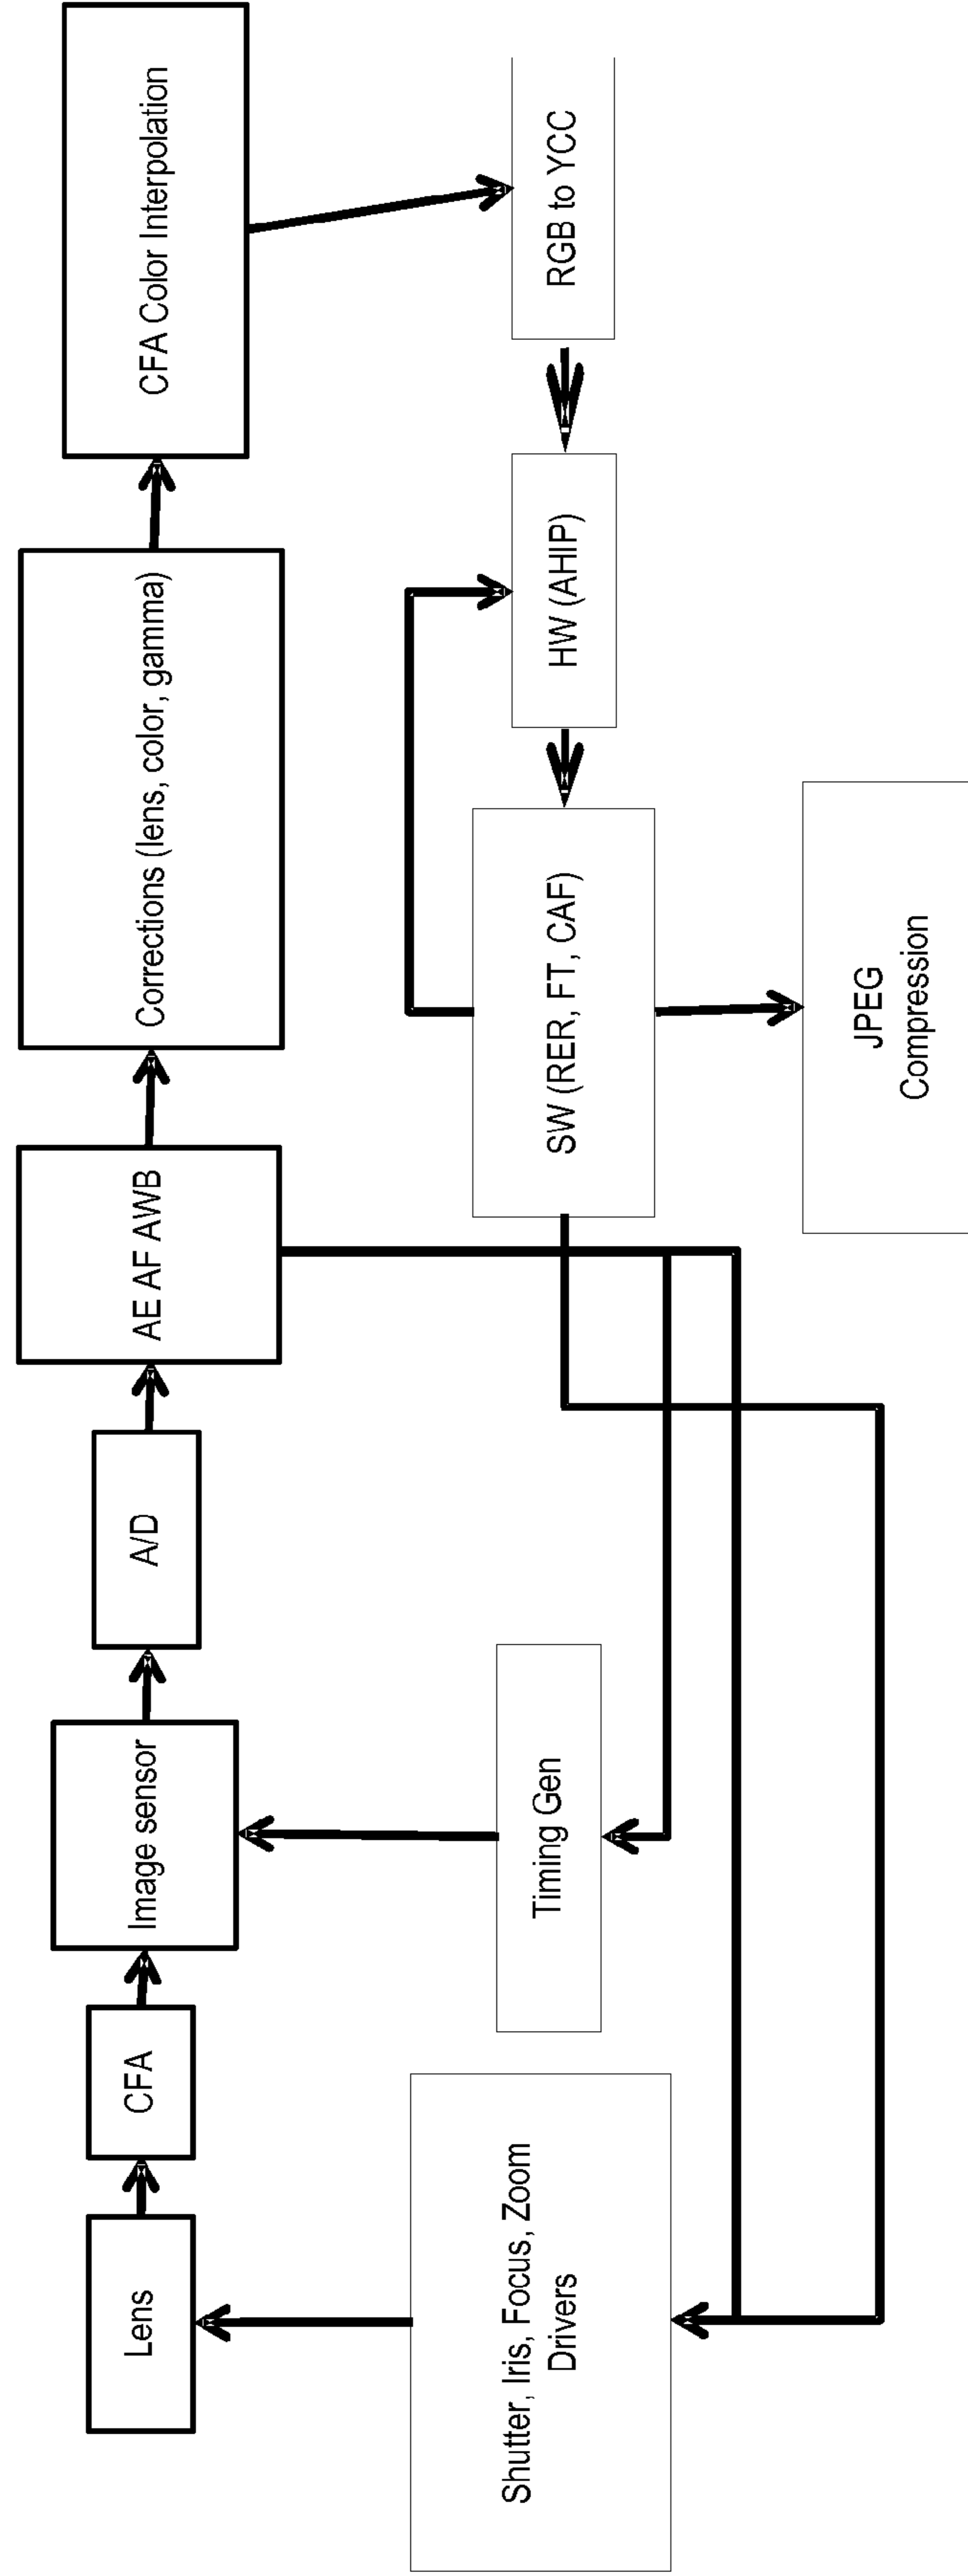 Lens
CFA
Image sensor
A/D
AE AF AWB
Corrections (lens, color, gamma)
CFA Color Interpolation
Shutter, Iris, Focus, Zoom
Drivers
Timing Gen
SW (RER, FT, CAF)
HW (AHIP)
RGB to YCC
JPEG
Compression